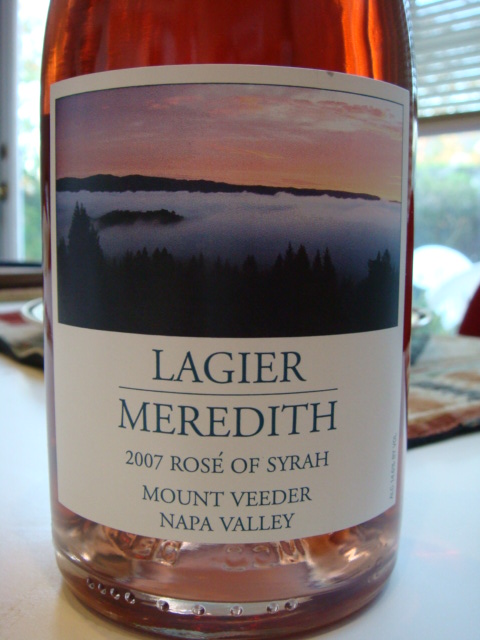 LAGIER
MEREDITH
2007 ROSÉ OF SYRAH
MOUNT VEEDER
NAPA VALLEY